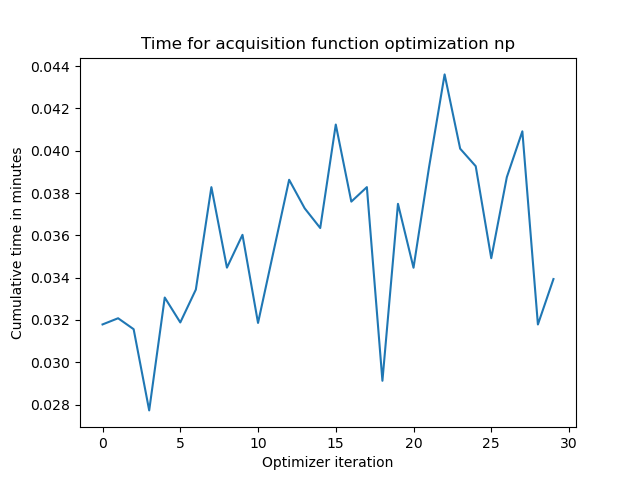 Time for acquisition function optimization np
0.044
0.042
0.040
0.038
0.036
0.034
0.032
0.030
0.028
Cumulative time in minutes
0 5 10 15 20 25 30
Optimizer iteration